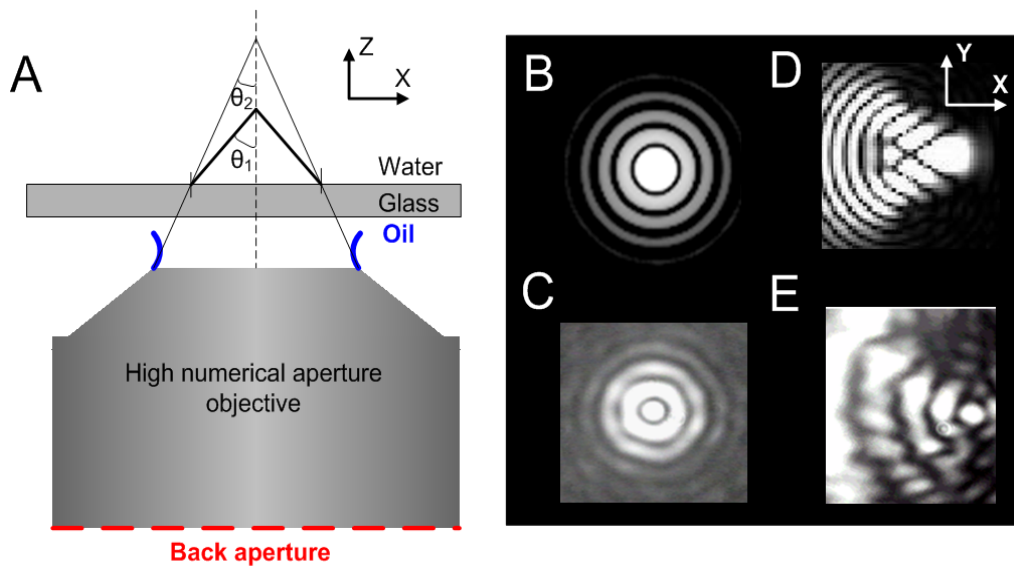 A
Z
X
θ2
θ1
Water
Glass
Oil
High numerical aperture
objective
Back aperture
B
D
Y
X
C
E